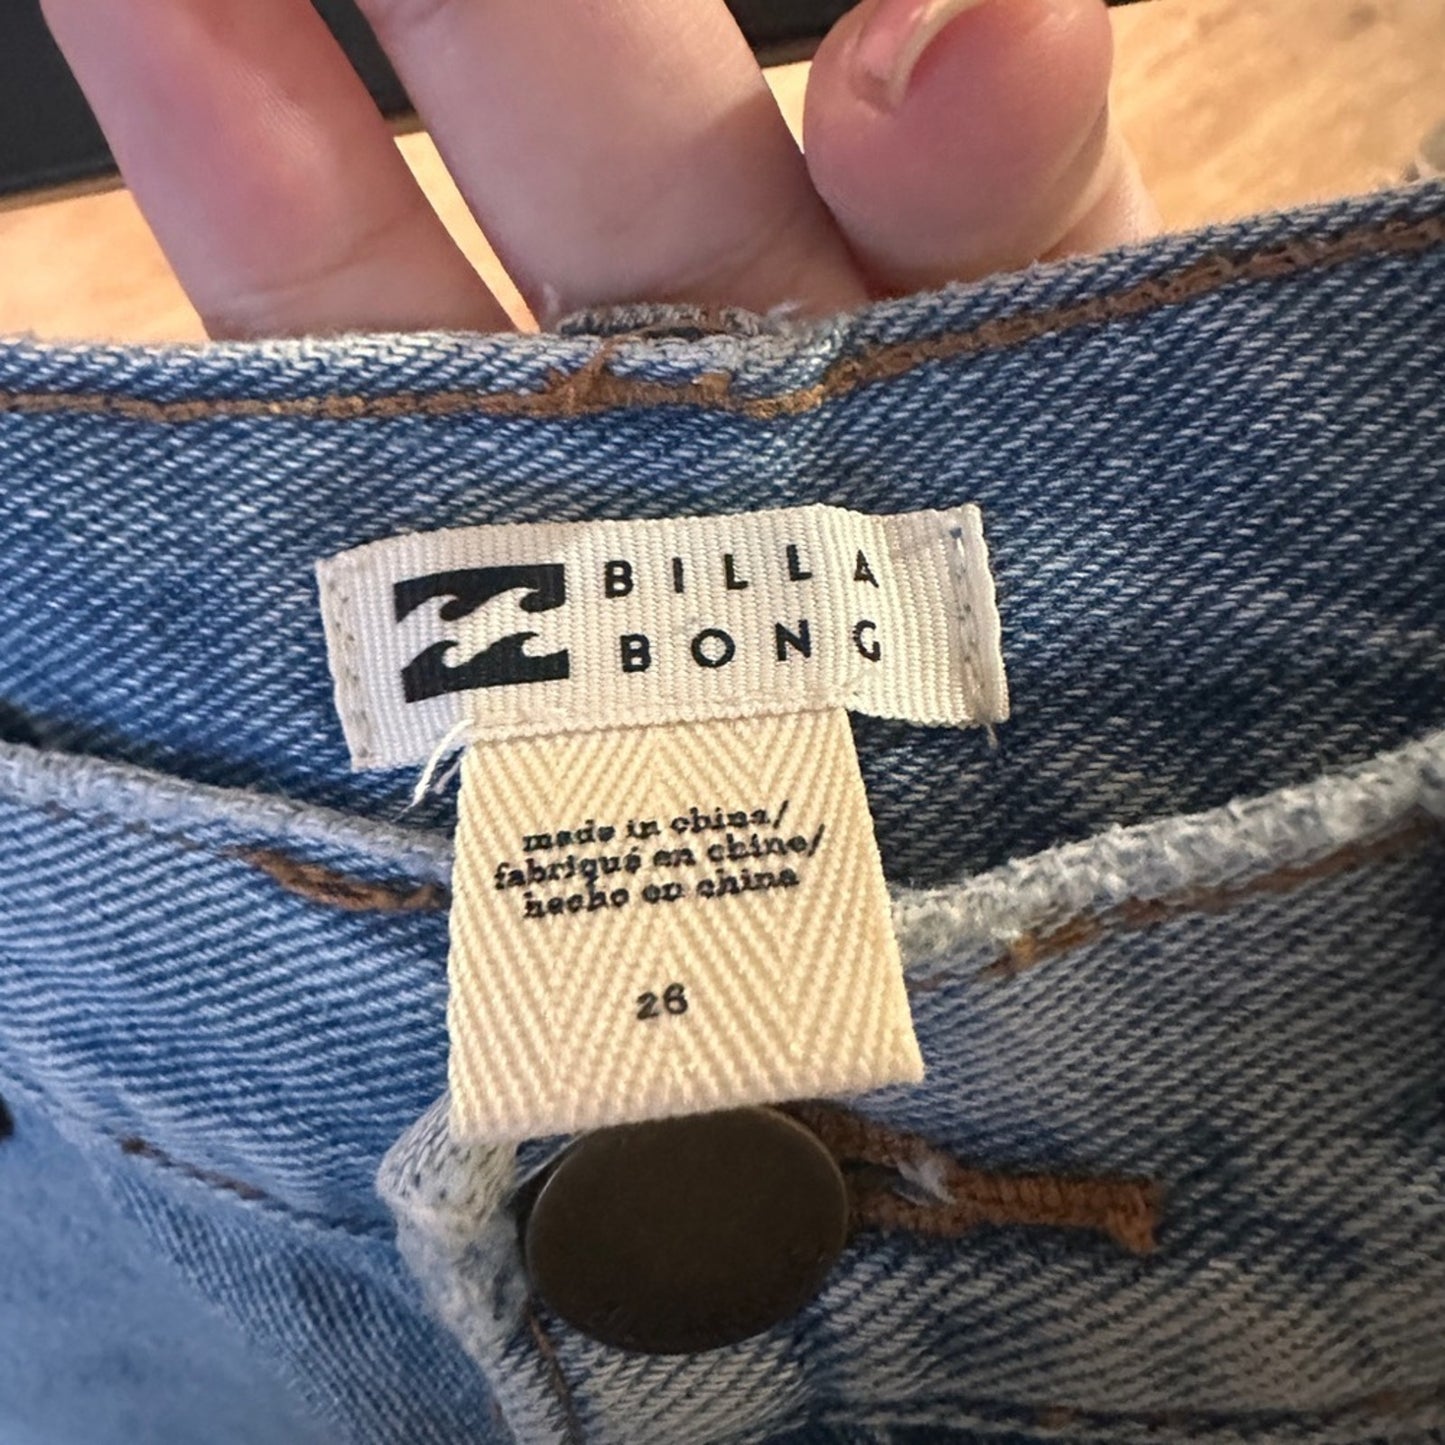 BILLA
BONG
made in china/
fabriqué en chine/
hecho en china
26